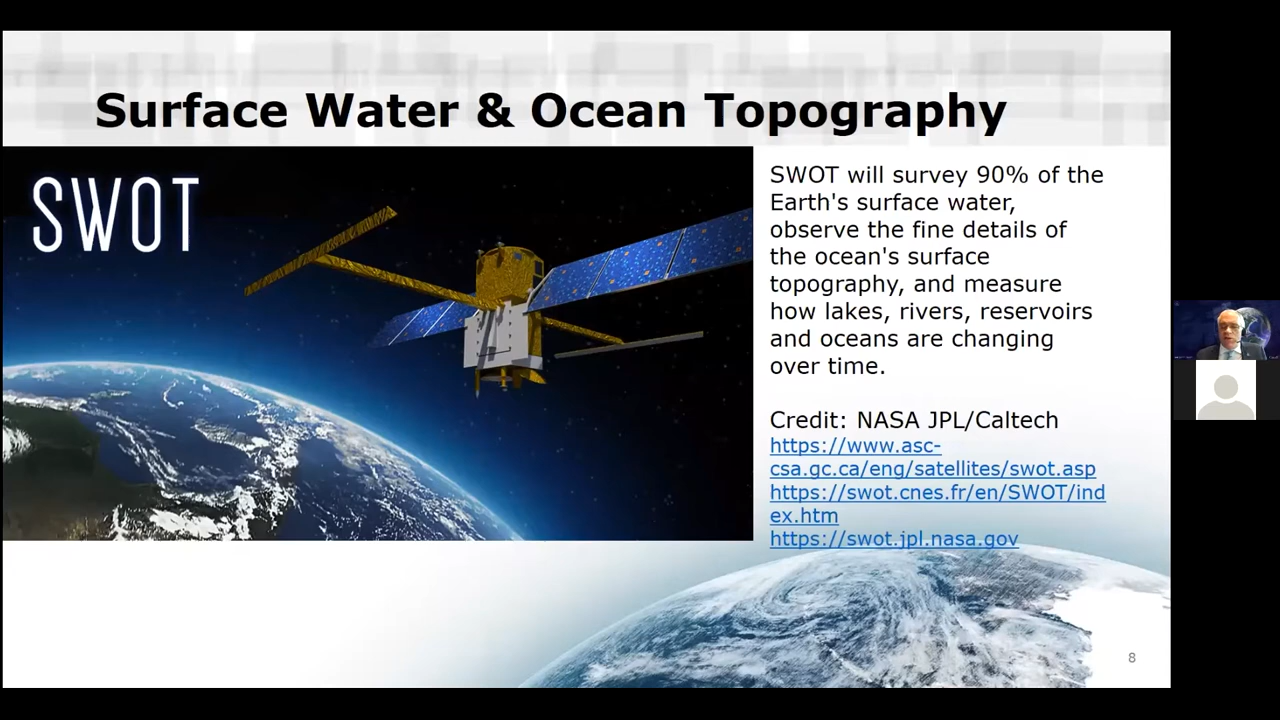 Surface Water & Ocean Topography
SWOT
SWOT will survey 90% of the
Earth's surface water,
observe the fine details of
the ocean's surface
topography, and measure
how lakes, rivers, reservoirs
and oceans are changing
over time.
Credit: NASA JPL/Caltech
https://www.asc-
csa.gc.ca/eng/satellites/swot.asp
https://swot.cnes.fr/en/SWOT/ind
ex.htm
https://swot.jpl.nasa.gov
8